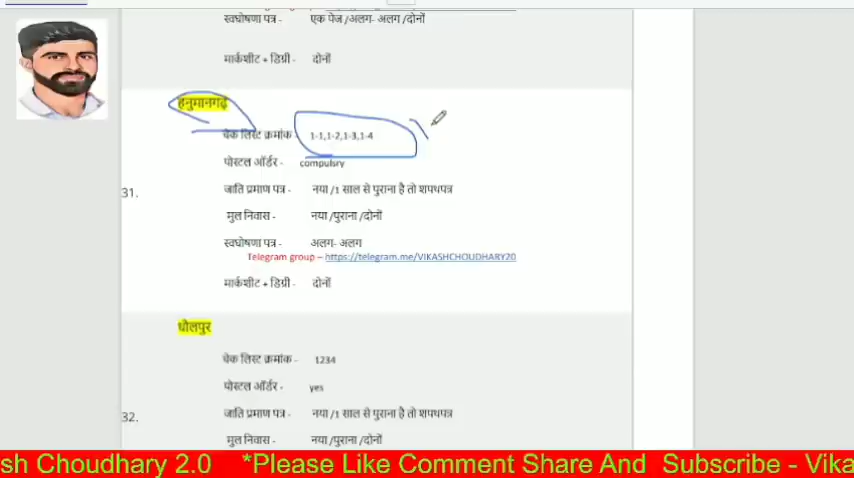 स्वघोषणा पत्र - एक पेज /अलग- अलग /दोनों
मार्कशीट + डिग्री - दोनों
हनुमानगढ़
चेक लिस्ट क्रमांक - 1-1,1-2,1-3,1-4
पोस्टल ऑर्डर - compulsry
31.
जाति प्रमाण पत्र - नया /1 साल से पुराना है तो शपथपत्र
मुल निवास - नया /पुराना /दोनों
स्वघोषणा पत्र - अलग- अलग
Telegram group – https://telegram.me/VIKASHCHOUDHARY20
मार्कशीट + डिग्री - दोनों
धौलपुर
चेक लिस्ट क्रमांक - 1234
पोस्टल ऑर्डर - yes
32.
जाति प्रमाण पत्र - नया /1 साल से पुराना है तो शपथपत्र
मुल निवास - नया /पुराना /दोनों
sh Choudhary 2.0 *Please Like Comment Share And Subscribe - Vika